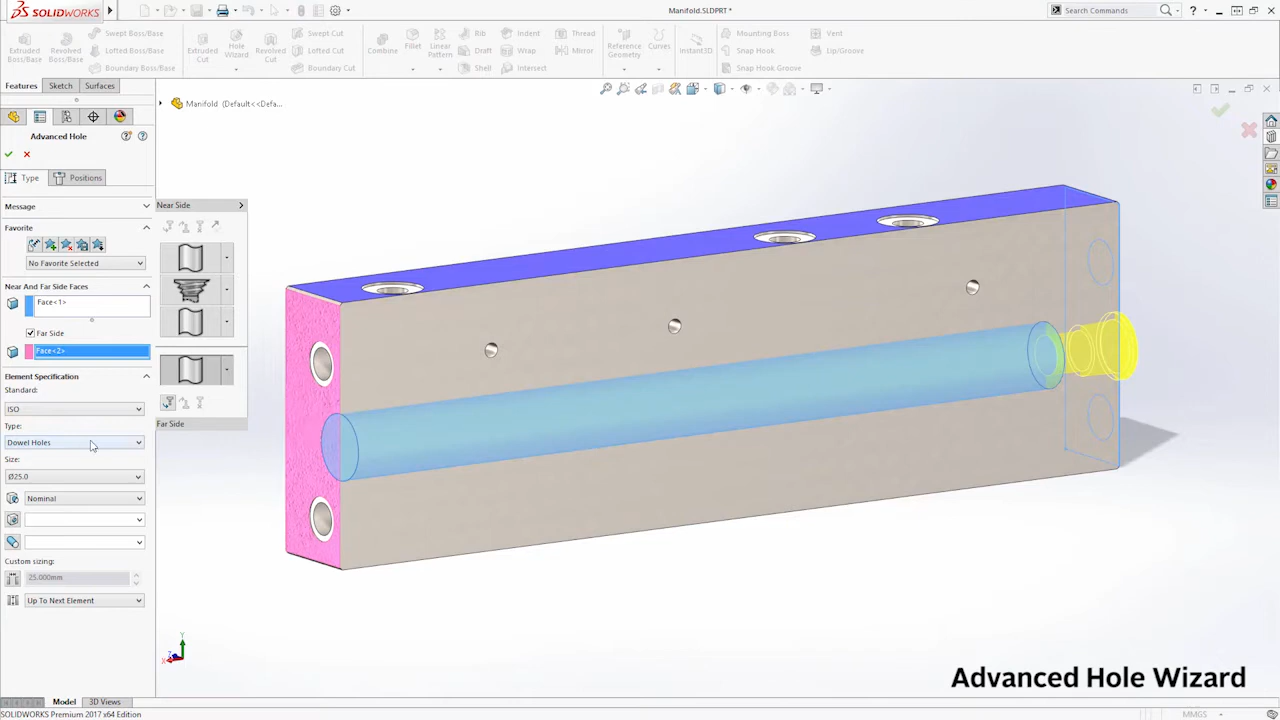 SOLIDWORKS
Manifold.SLDPRT *
Search Commands
Extruded Boss/Base
Revolved Boss/Base
Swept Boss/Base
Lofted Boss/Base
Boundary Boss/Base
Extruded Cut
Hole Wizard
Revolved Cut
Swept Cut
Lofted Cut
Boundary Cut
Combine
Fillet
Linear Pattern
Rib
Draft
Shell
Indent
Wrap
Intersect
Thread
Mirror
Reference Geometry
Curves
Instant3D
Mounting Boss
Snap Hook
Snap Hook Groove
Vent
Lip/Groove
Features
Sketch
Surfaces
Manifold (Default<<Defa...
Advanced Hole
Type
Positions
Message
Near Side
Favorite
No Favorite Selected
Near And Far Side Faces
Face<1>
Far Side
Face<2>
Element Specification
Standard:
ISO
Type:
Far Side
Dowel Holes
Size:
Ø25.0
Nominal
Custom sizing:
25.000mm
Up To Next Element
Y
X
Z
Advanced Hole Wizard
Model
3D Views
SOLIDWORKS Premium 2017 x64 Edition
MMGS